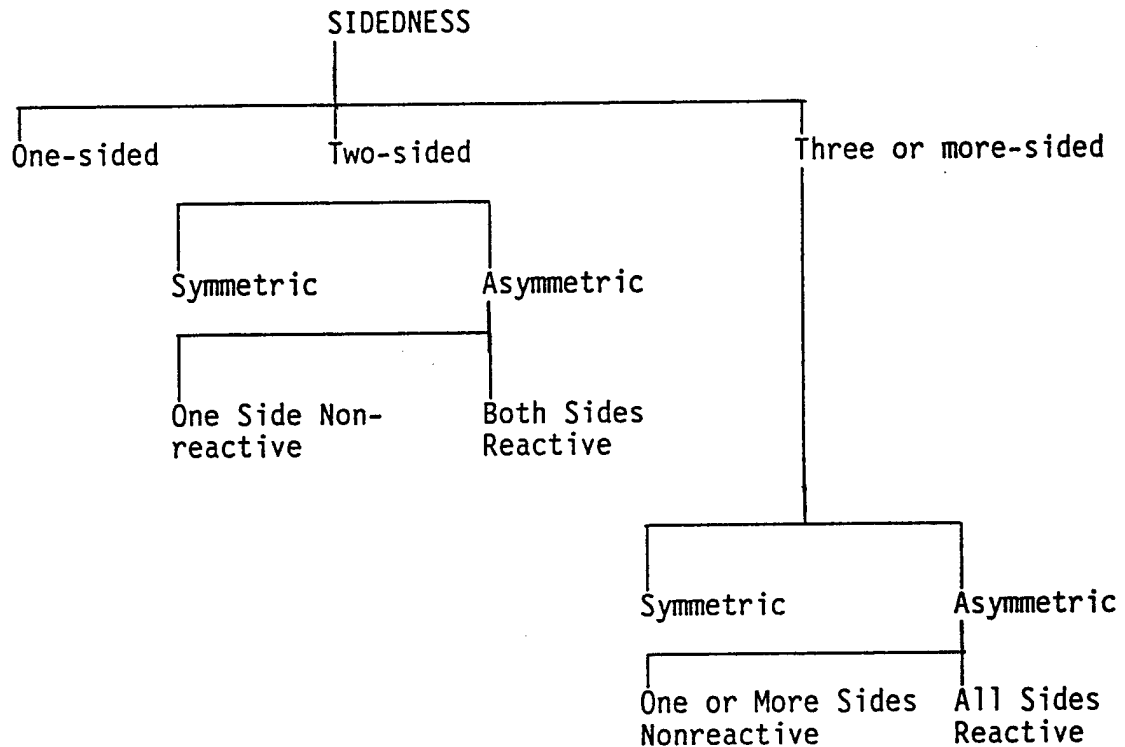 SIDEDNESS
One-sided
Two-sided
Three or more-sided
Symmetric
Asymmetric
One Side Non-
reactive
Both Sides
Reactive
Symmetric
Asymmetric
One or More Sides
Nonreactive
All Sides
Reactive